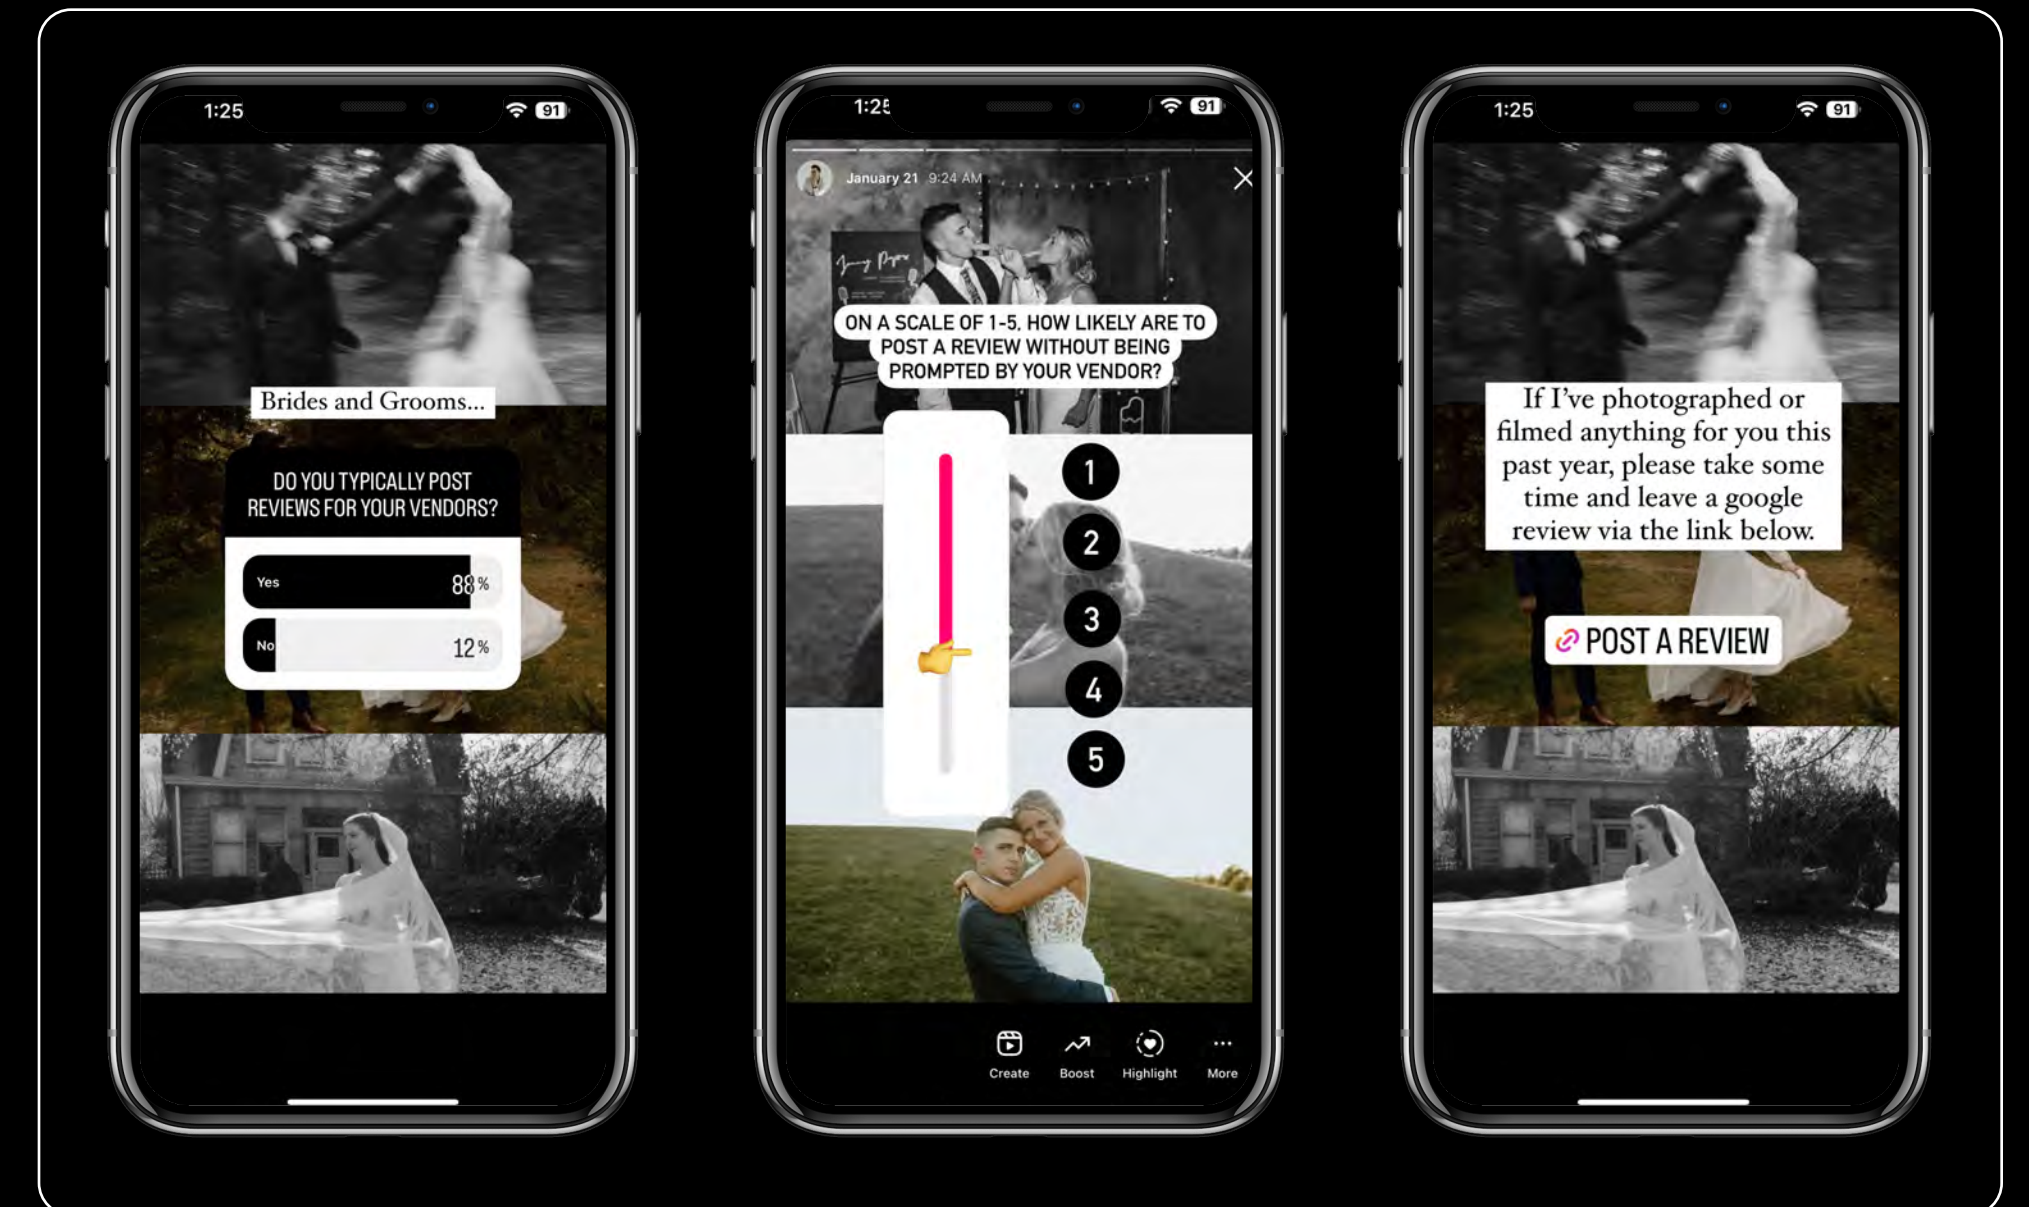 1:25
91
Brides and Grooms...
DO YOU TYPICALLY POST
REVIEWS FOR YOUR VENDORS?
Yes
88%
No
12%
1:25
91
January 21 9:24 AM
ON A SCALE OF 1-5, HOW LIKELY ARE TO
POST A REVIEW WITHOUT BEING
PROMPTED BY YOUR VENDOR?
1
2
3
4
5
Create
Boost
Highlight
More
1:25
91
If I've photographed or
filmed anything for you this
past year, please take some
time and leave a google
review via the link below.
POST A REVIEW